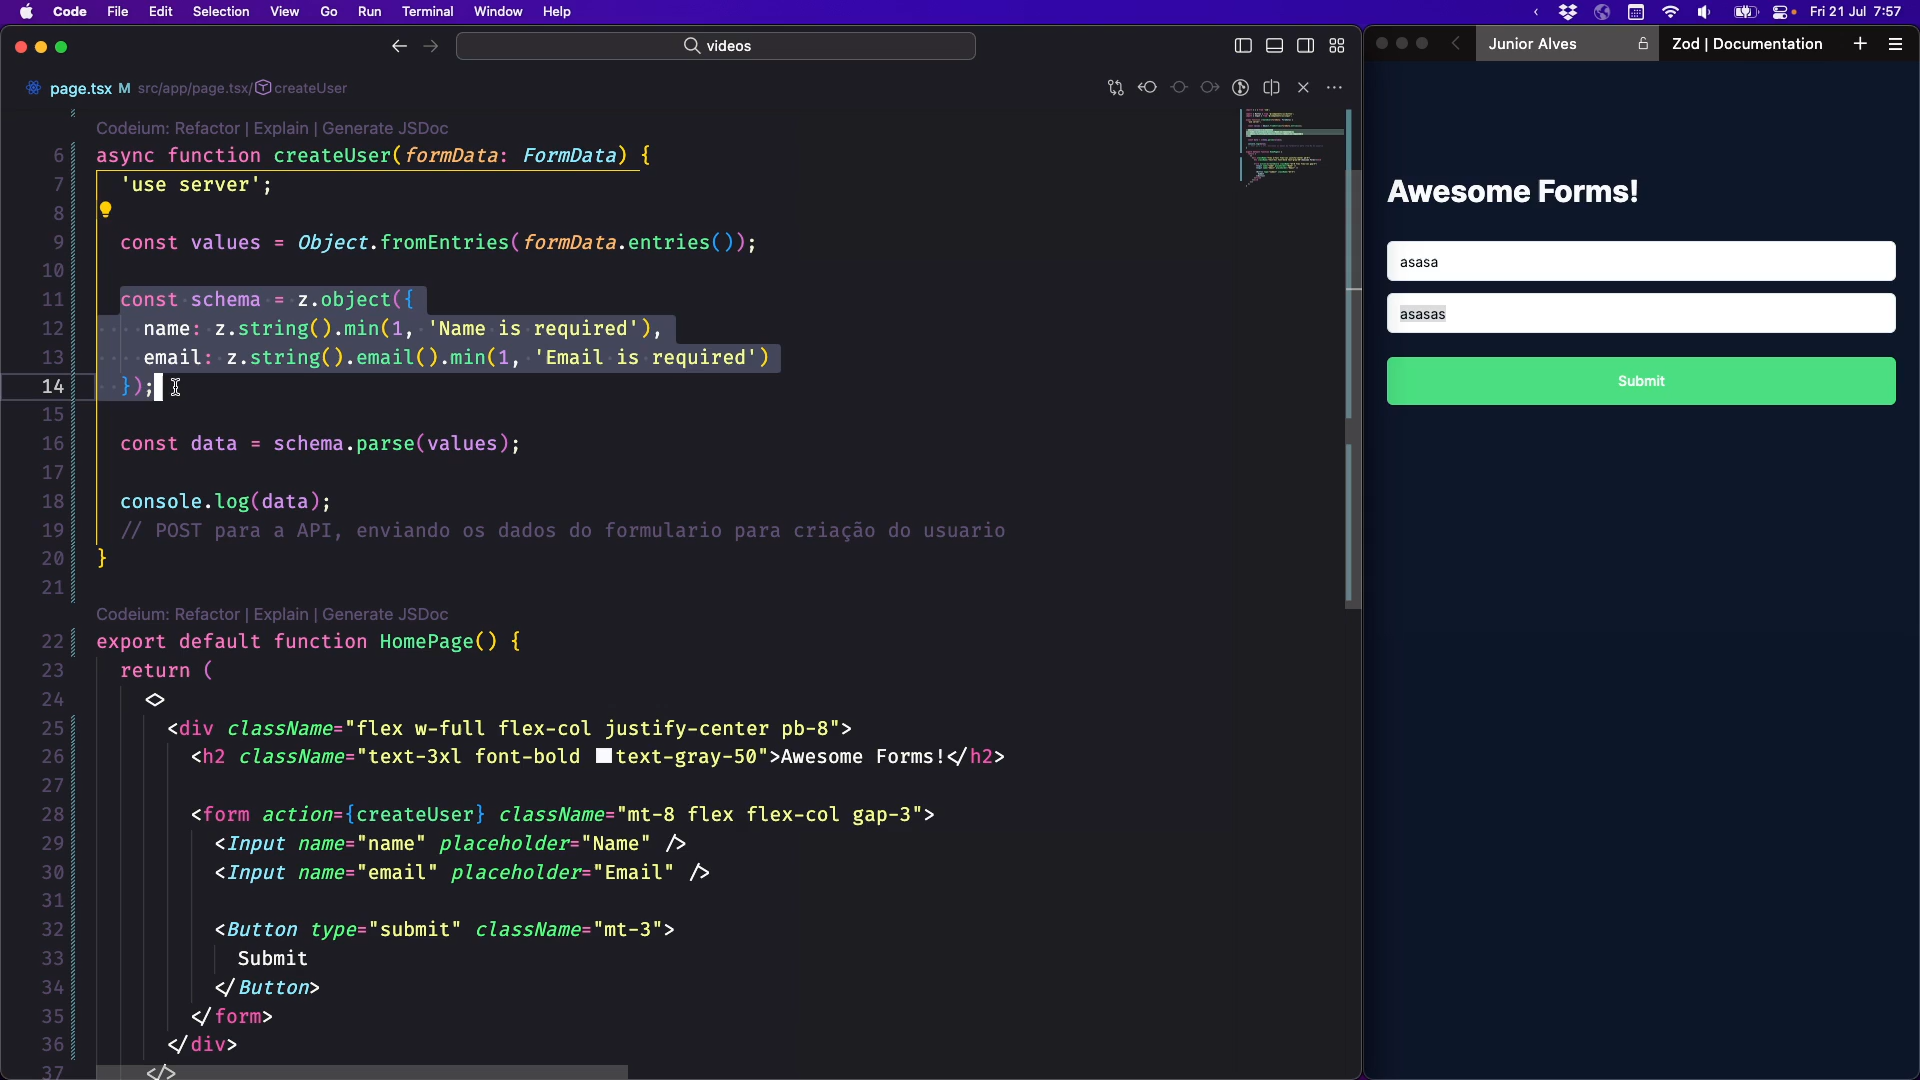 Code File Edit Selection View Go Run Terminal Window Help
Fri 21 Jul 7:57
videos
page.tsx M src/app/page.tsx/ createUser
Codeium: Refactor | Explain | Generate JSDoc
6 async function createUser(formData: FormData) {
7 'use server';
8
9 const values = Object.fromEntries(formData.entries());
10
11 const schema = z.object({
12 name: z.string().min(1, 'Name is required'),
13 email: z.string().email().min(1, 'Email is required')
14 });
15
16 const data = schema.parse(values);
17
18 console.log(data);
19 // POST para a API, enviando os dados do formulario para criação do usuario
20 }
21
Codeium: Refactor | Explain | Generate JSDoc
22 export default function HomePage() {
23 return (
24 <>
25 <div className="flex w-full flex-col justify-center pb-8">
26 <h2 className="text-3xl font-bold text-gray-50">Awesome Forms!</h2>
27
28 <form action={createUser} className="mt-8 flex flex-col gap-3">
29 <Input name="name" placeholder="Name" />
30 <Input name="email" placeholder="Email" />
31
32 <Button type="submit" className="mt-3">
33 Submit
34 </Button>
35 </form>
36 </div>
37 </>
Junior Alves
Zod | Documentation
Awesome Forms!
asasa
asasas
Submit